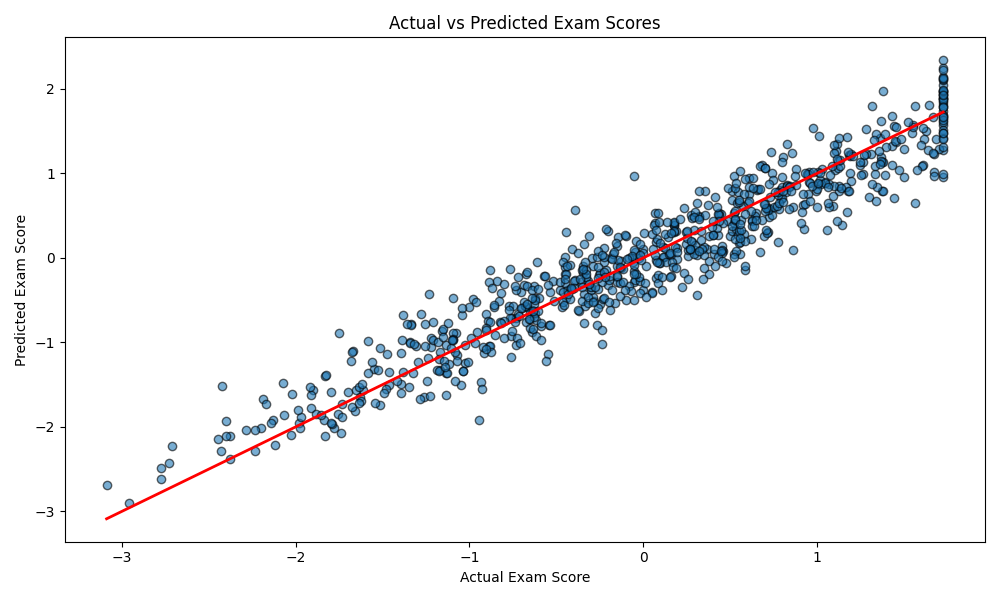 Actual vs Predicted Exam Scores
Predicted Exam Score
2
1
0
−1
−2
−3
−3 −2 −1 0 1
Actual Exam Score